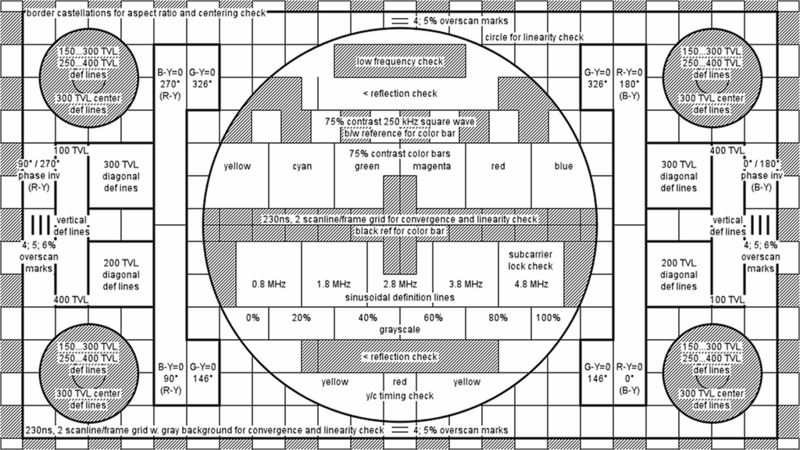 border castellations for aspect ratio and centering check
4; 5% overscan marks
circle for linearity check
150...300 TVL
250...400 TVL
def lines
300 TVL center
def lines
B-Y=0
270°
(R-Y)
G-Y=0
326°
low frequency check
< reflection check
G-Y=0
326°
R-Y=0
180°
(B-Y)
150...300 TVL
250...400 TVL
def lines
300 TVL center
def lines
75% contrast 250 kHz square wave
b/w reference for color bar
75% contrast color bars
yellow
cyan
green
magenta
red
blue
100 TVL
90° / 270°
phase inv
(R-Y)
300 TVL
diagonal
def lines
400 TVL
300 TVL
diagonal
def lines
0° / 180°
phase inv
(B-Y)
230ns, 2 scanline/frame grid for convergence and linearity check
black ref for color bar
vertical
def lines
4; 5; 6%
overscan
marks
200 TVL
diagonal
def lines
400 TVL
vertical
def lines
4; 5; 6%
overscan
marks
200 TVL
diagonal
def lines
100 TVL
subcarrier
lock check
0.8 MHz
1.8 MHz
2.8 MHz
3.8 MHz
4.8 MHz
sinusoidal definition lines
0%
20%
40%
60%
80%
100%
grayscale
< reflection check
150...300 TVL
250...400 TVL
def lines
300 TVL center
def lines
B-Y=0
90°
(R-Y)
G-Y=0
146°
G-Y=0
146°
R-Y=0
0°
(B-Y)
150...300 TVL
250...400 TVL
def lines
300 TVL center
def lines
yellow
red
yellow
y/c timing check
230ns, 2 scanline/frame grid w. gray background for convergence and linearity check
4; 5% overscan marks